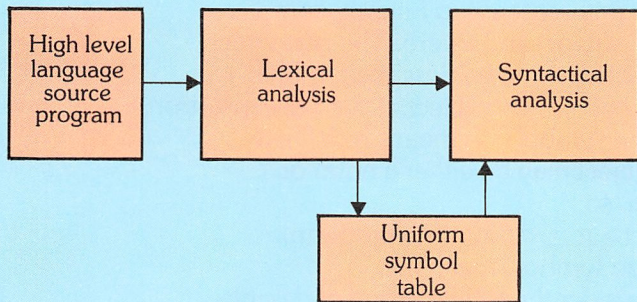 High level
language
source
program
Lexical
analysis
Syntactical
analysis
Uniform
symbol
table